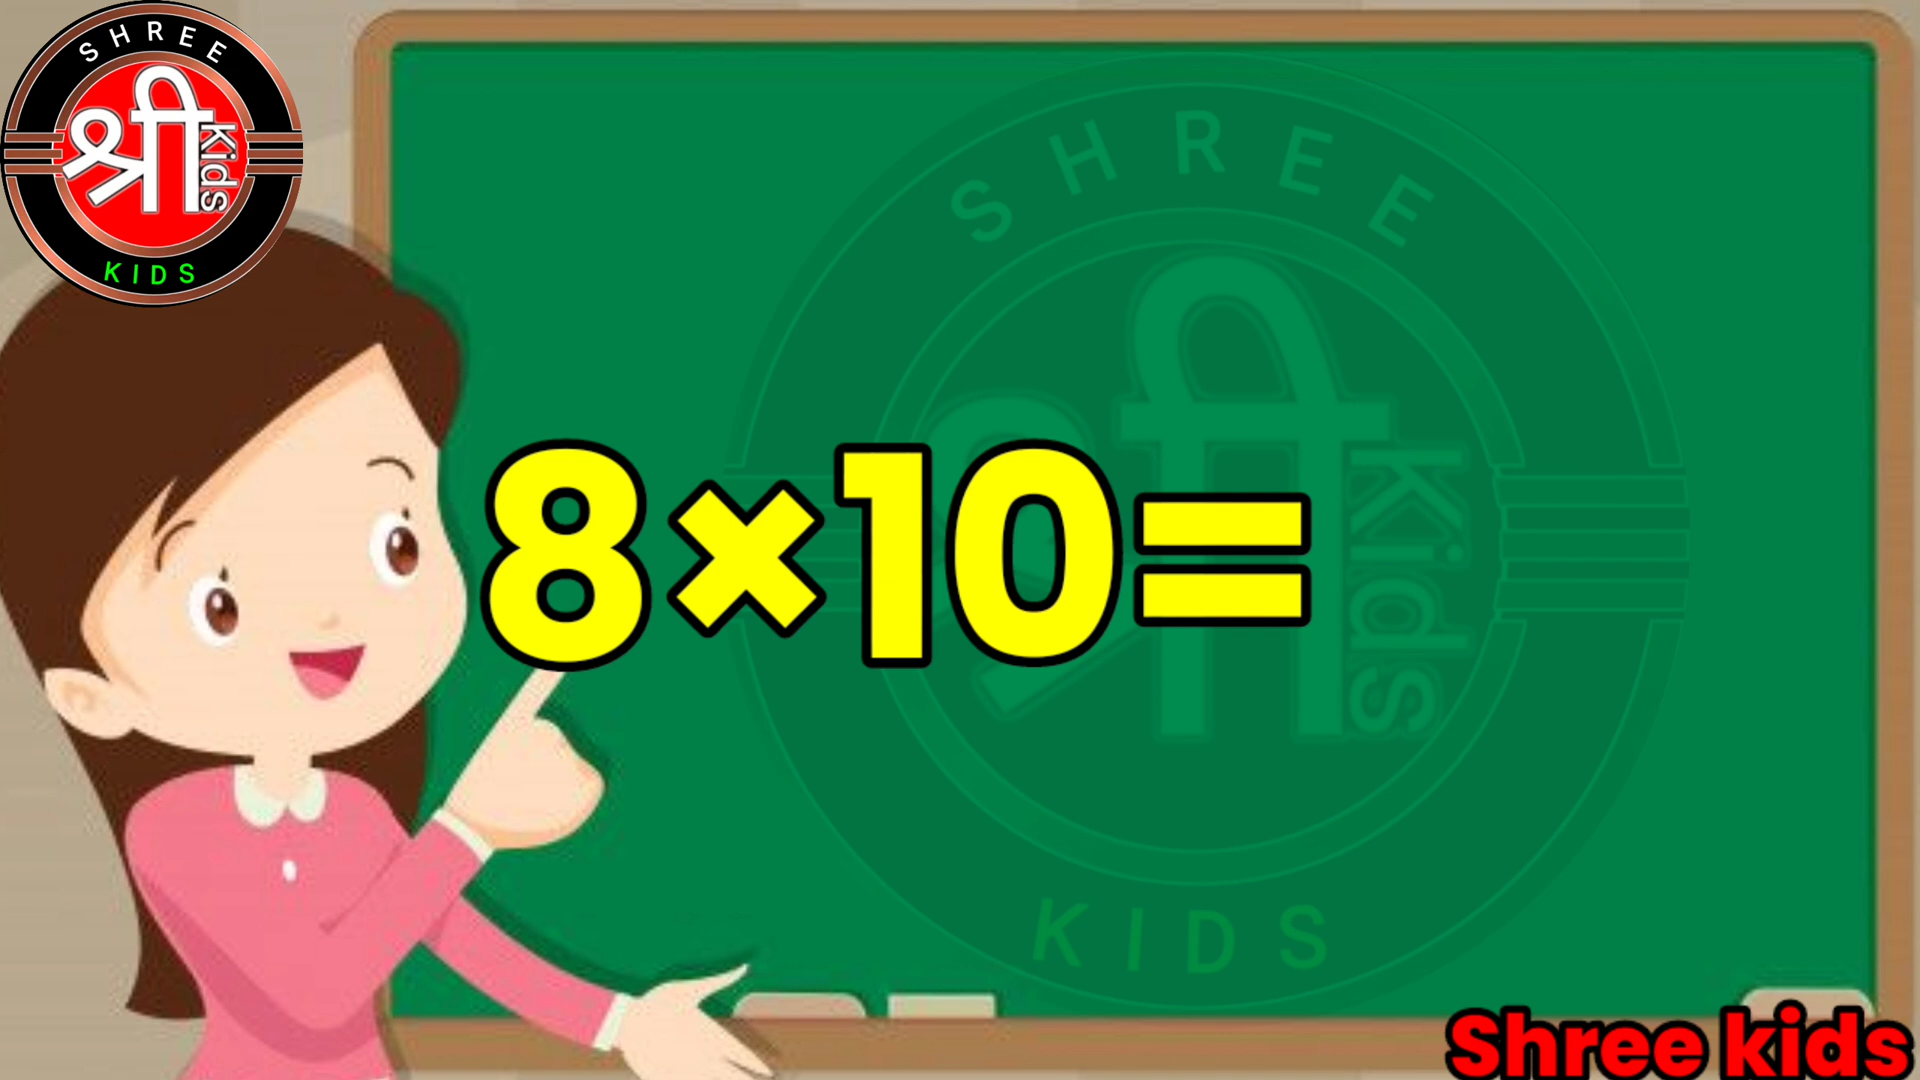 SHREE
श्री
Kids
KIDS
SHREE
श्री
Kids
KIDS
8×10=
Shree kids